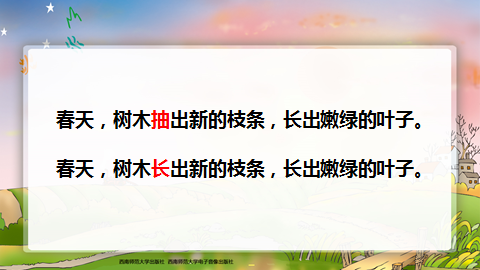 春天，树木抽出新的枝条，长出嫩绿的叶子。
春天，树木长出新的枝条，长出嫩绿的叶子。
西南师范大学出版社 西南师范大学电子音像出版社